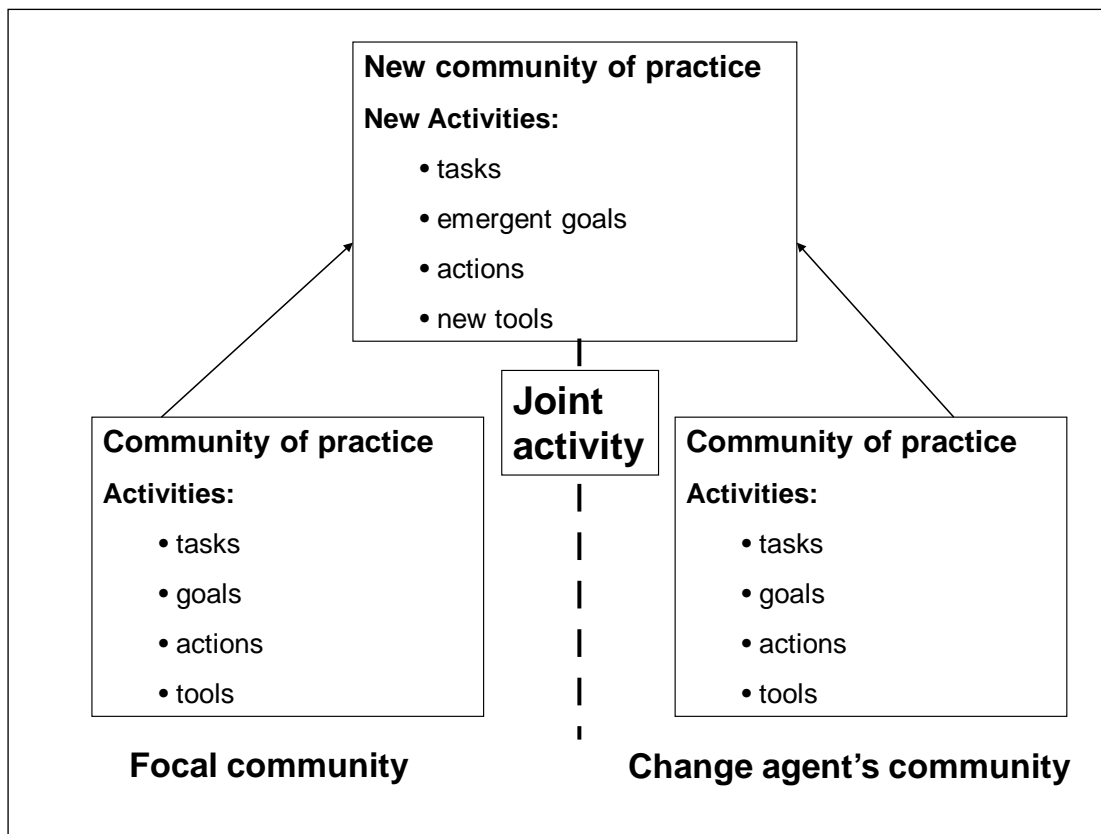 New community of practice
New Activities:
• tasks
• emergent goals
• actions
• new tools
Joint
activity
Community of practice
Activities:
• tasks
• goals
• actions
• tools
Focal community
Community of practice
Activities:
• tasks
• goals
• actions
• tools
Change agent’s community